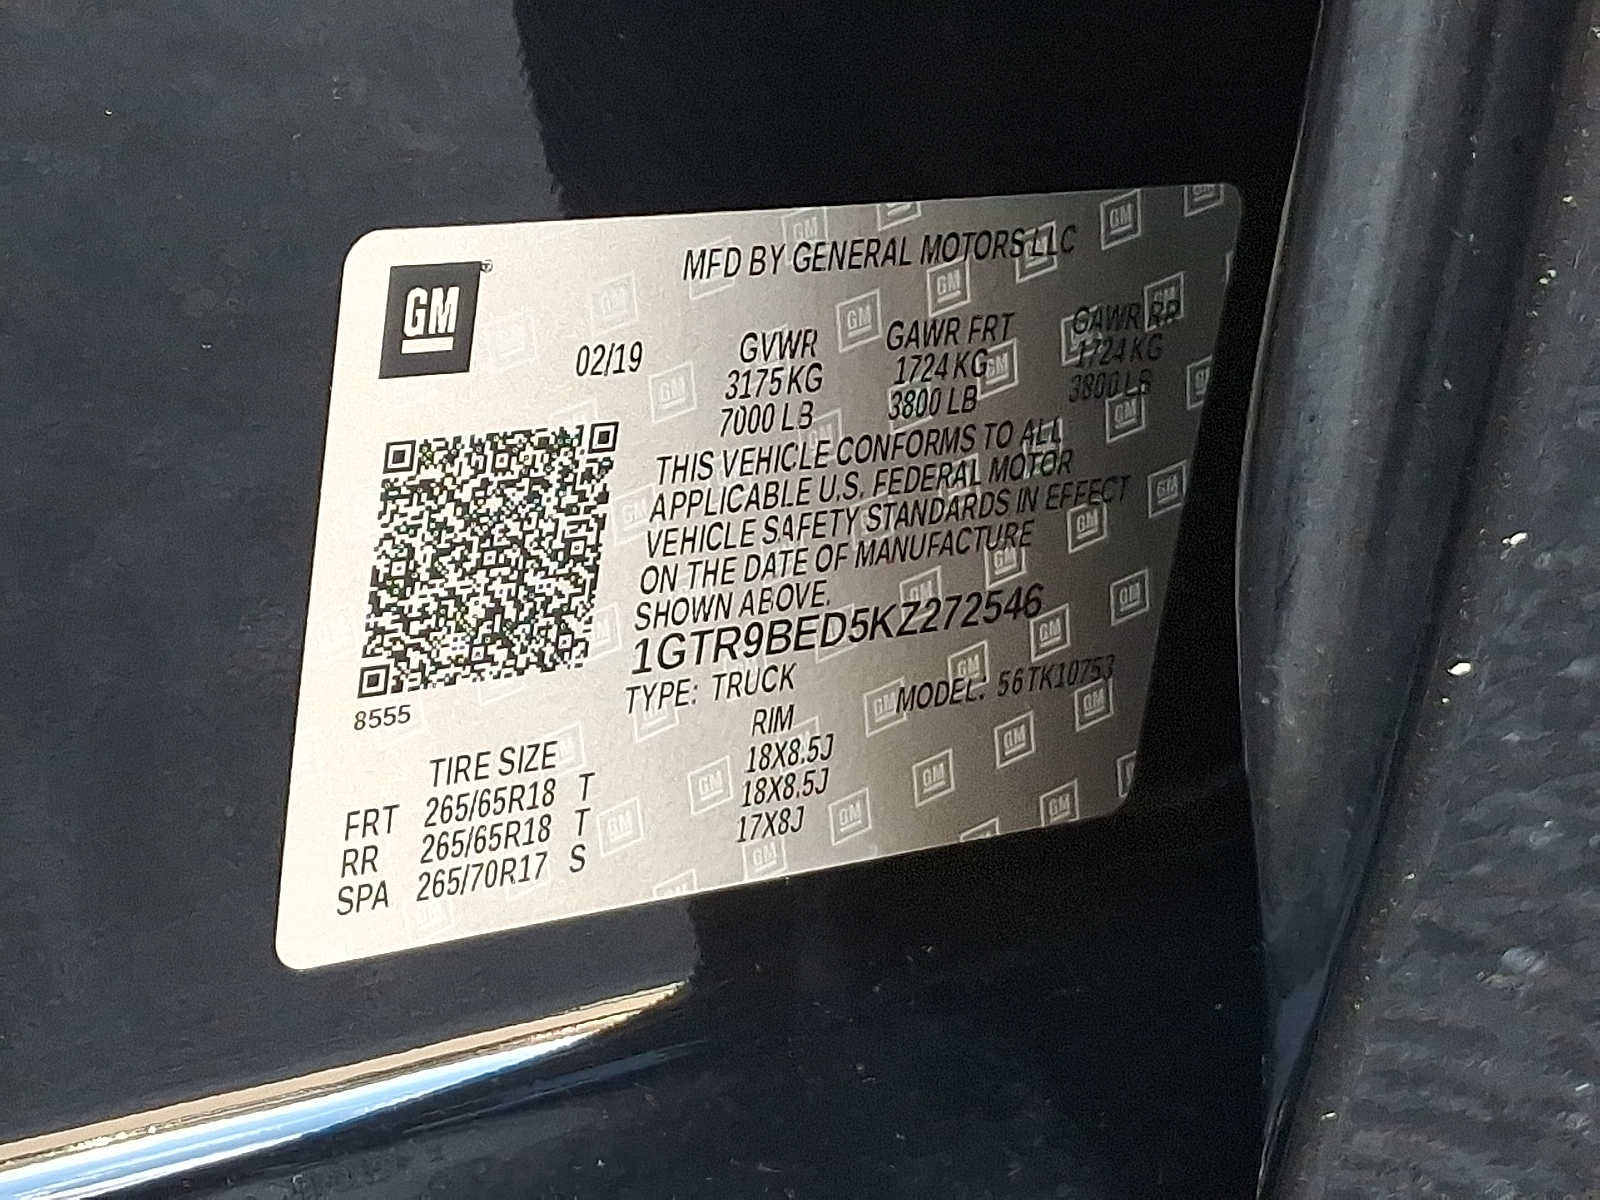 GM
MFD BY GENERAL MOTORS LLC
02/19 GVWR GAWR FRT GAWR RR
3175 KG 1724 KG 1724 KG
7000 LB 3800 LB 3800 LB
THIS VEHICLE CONFORMS TO ALL
APPLICABLE U.S. FEDERAL MOTOR
VEHICLE SAFETY STANDARDS IN EFFECT
ON THE DATE OF MANUFACTURE
SHOWN ABOVE.
1GTR9BED5KZ272546
TYPE: TRUCK MODEL: 56TK10753
8555
TIRE SIZE RIM
FRT 265/65R18 T 18X8.5J
RR 265/65R18 T 18X8.5J
SPA 265/70R17 S 17X8J